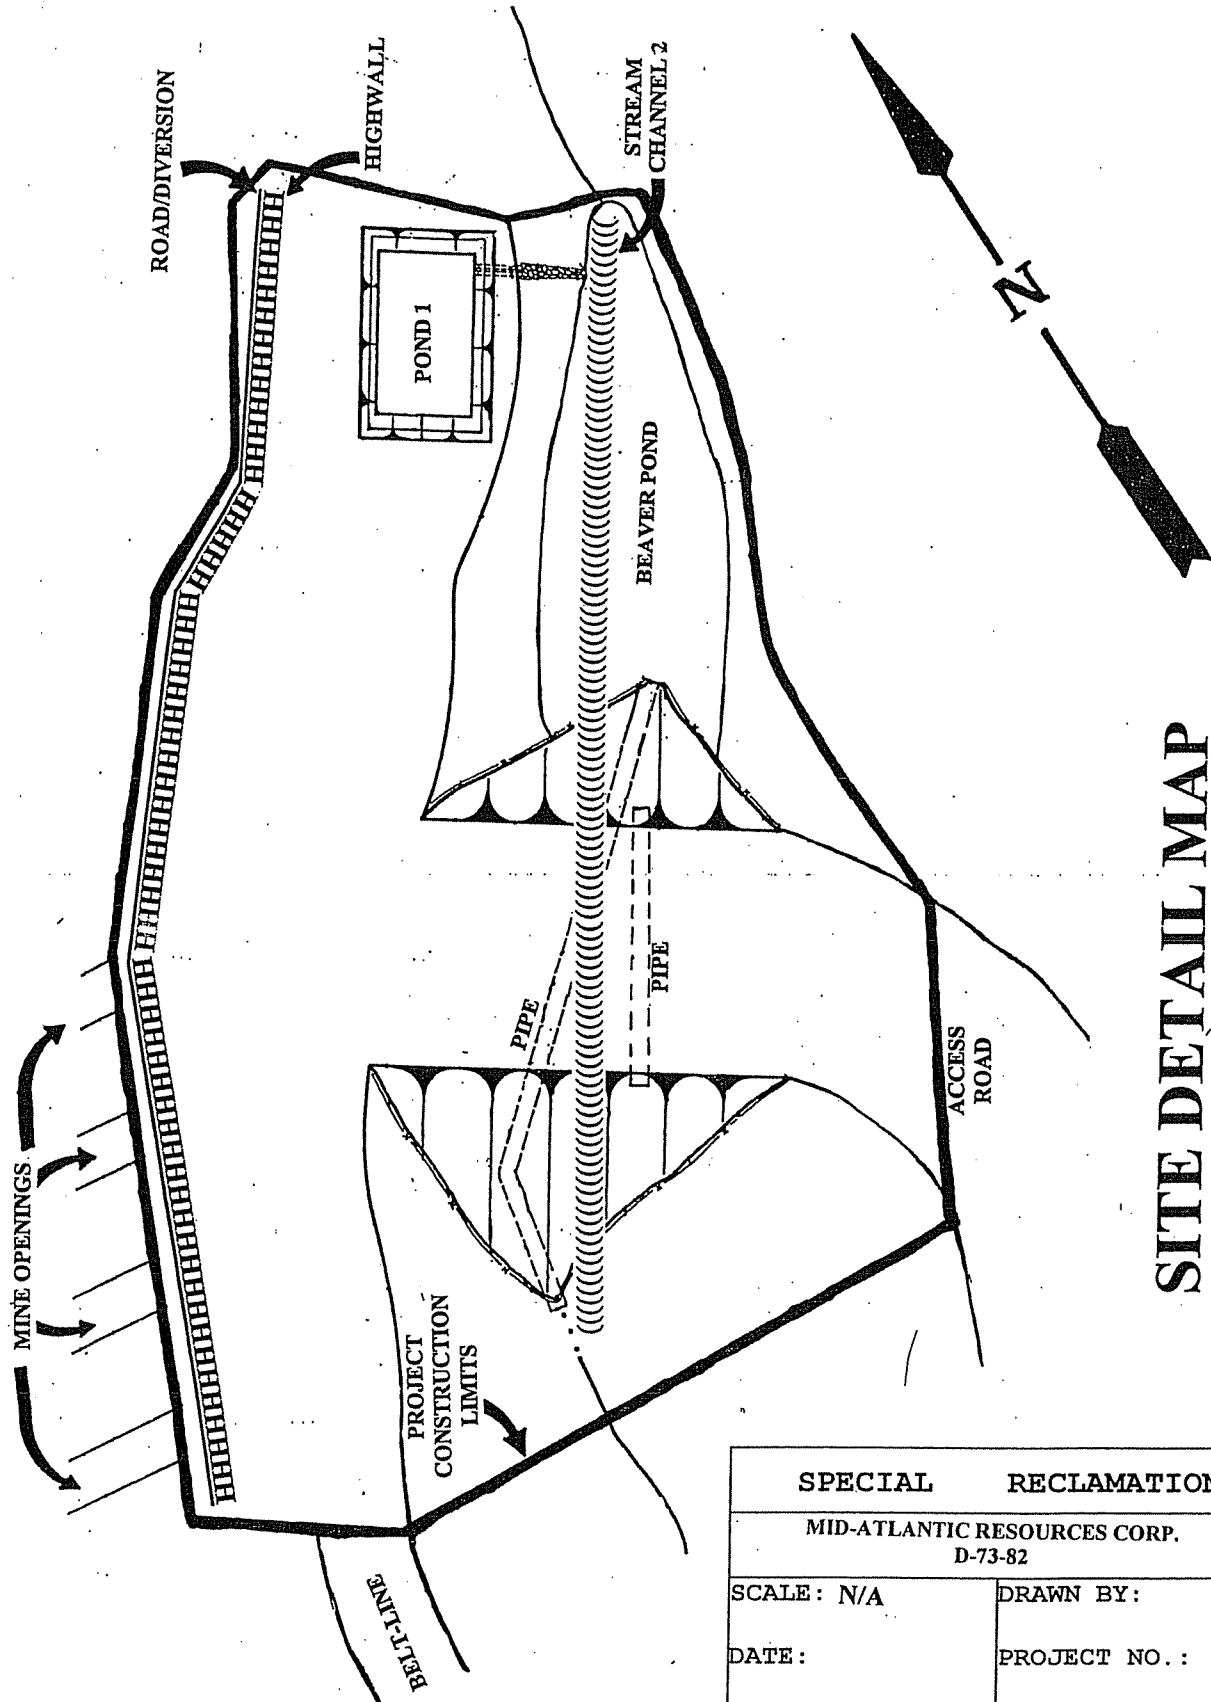 ROAD/DIVERSION
HIGHWALL
STREAM
CHANNEL 2
POND 1
BEAVER POND
N
PIPE
PIPE
MINE OPENINGS
ACCESS
ROAD
PROJECT
CONSTRUCTION
LIMITS
BELT-LINE
SITE DETAIL MAP
SPECIAL RECLAMATION
MID-ATLANTIC RESOURCES CORP.
D-73-82
SCALE: N/A
DRAWN BY:
DATE:
PROJECT NO.: